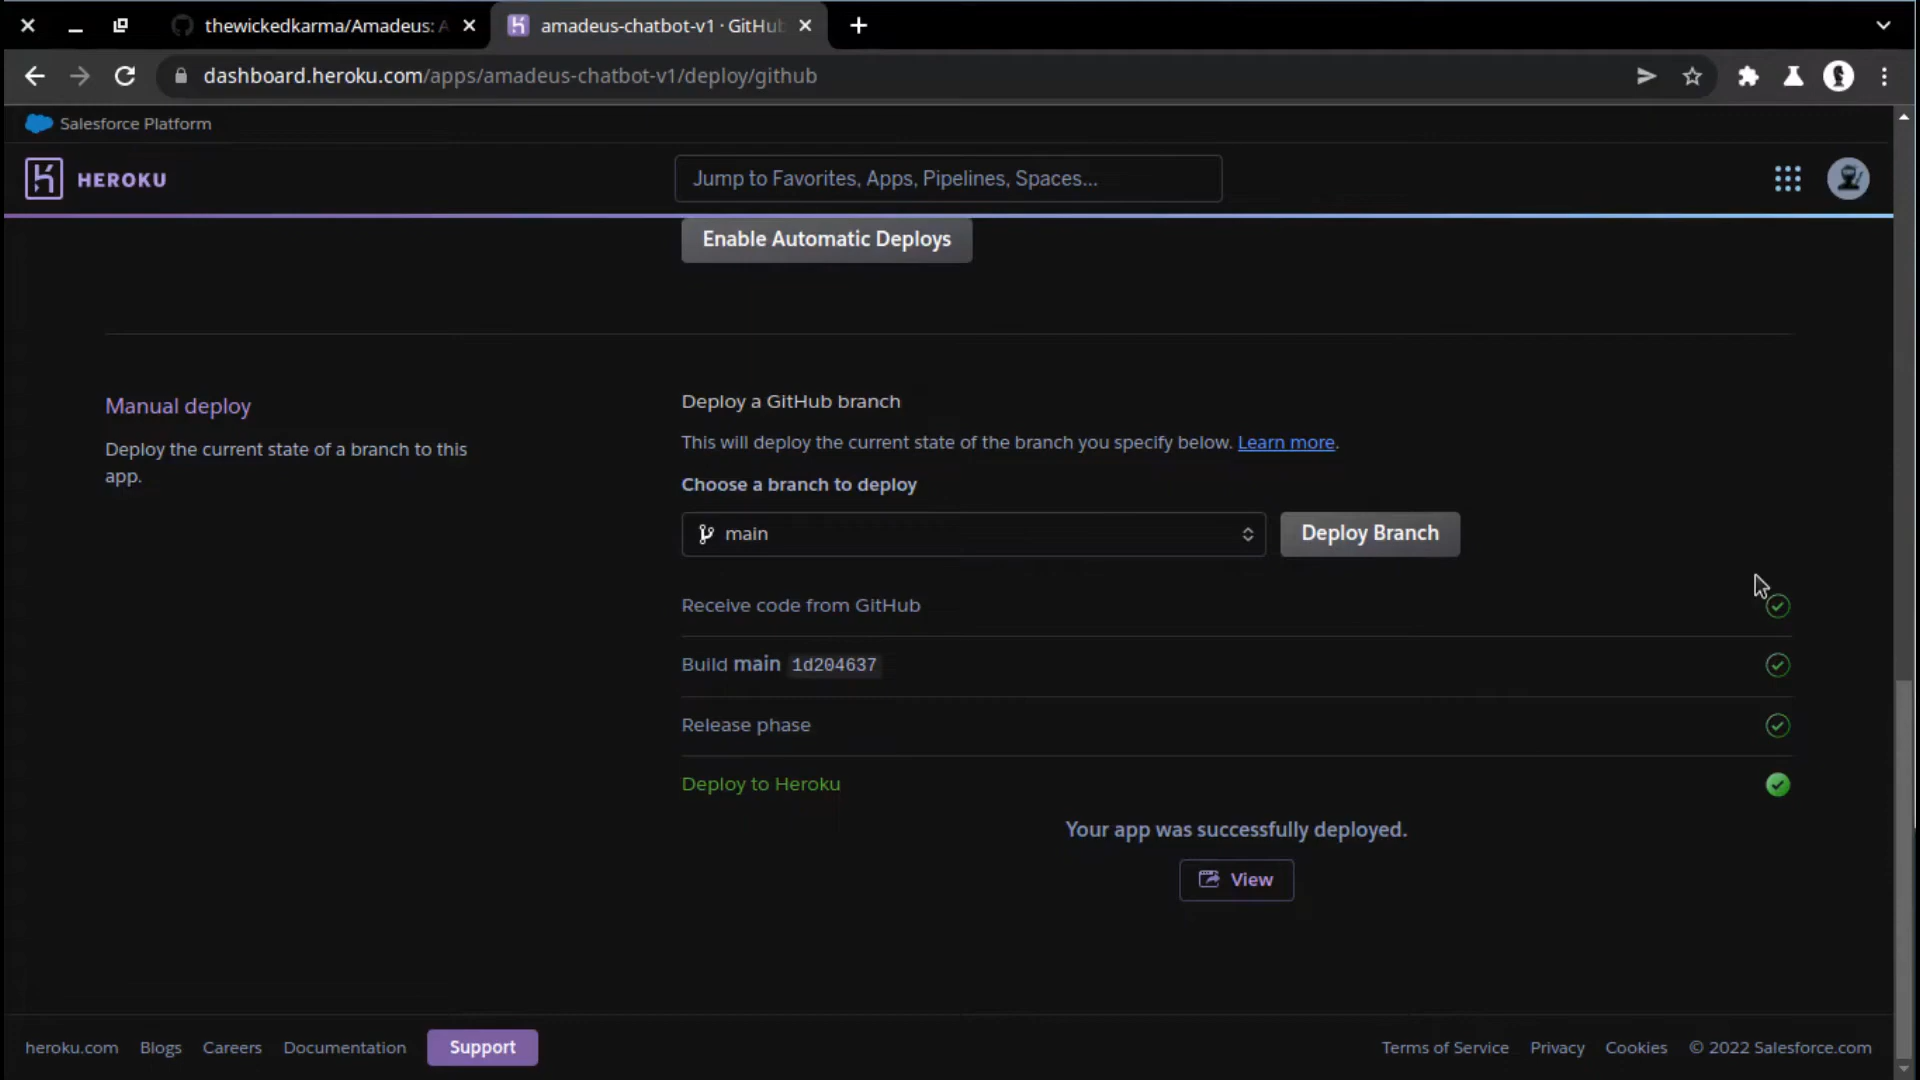 thewickedkarma/Amadeus: A
amadeus-chatbot-v1 · GitHub
dashboard.heroku.com/apps/amadeus-chatbot-v1/deploy/github
Salesforce Platform
HEROKU
Jump to Favorites, Apps, Pipelines, Spaces...
Enable Automatic Deploys
Manual deploy
Deploy the current state of a branch to this
app.
Deploy a GitHub branch
This will deploy the current state of the branch you specify below. Learn more.
Choose a branch to deploy
main
Deploy Branch
Receive code from GitHub
Build main 1d204637
Release phase
Deploy to Heroku
Your app was successfully deployed.
View
heroku.com Blogs Careers Documentation Support
Terms of Service Privacy Cookies © 2022 Salesforce.com